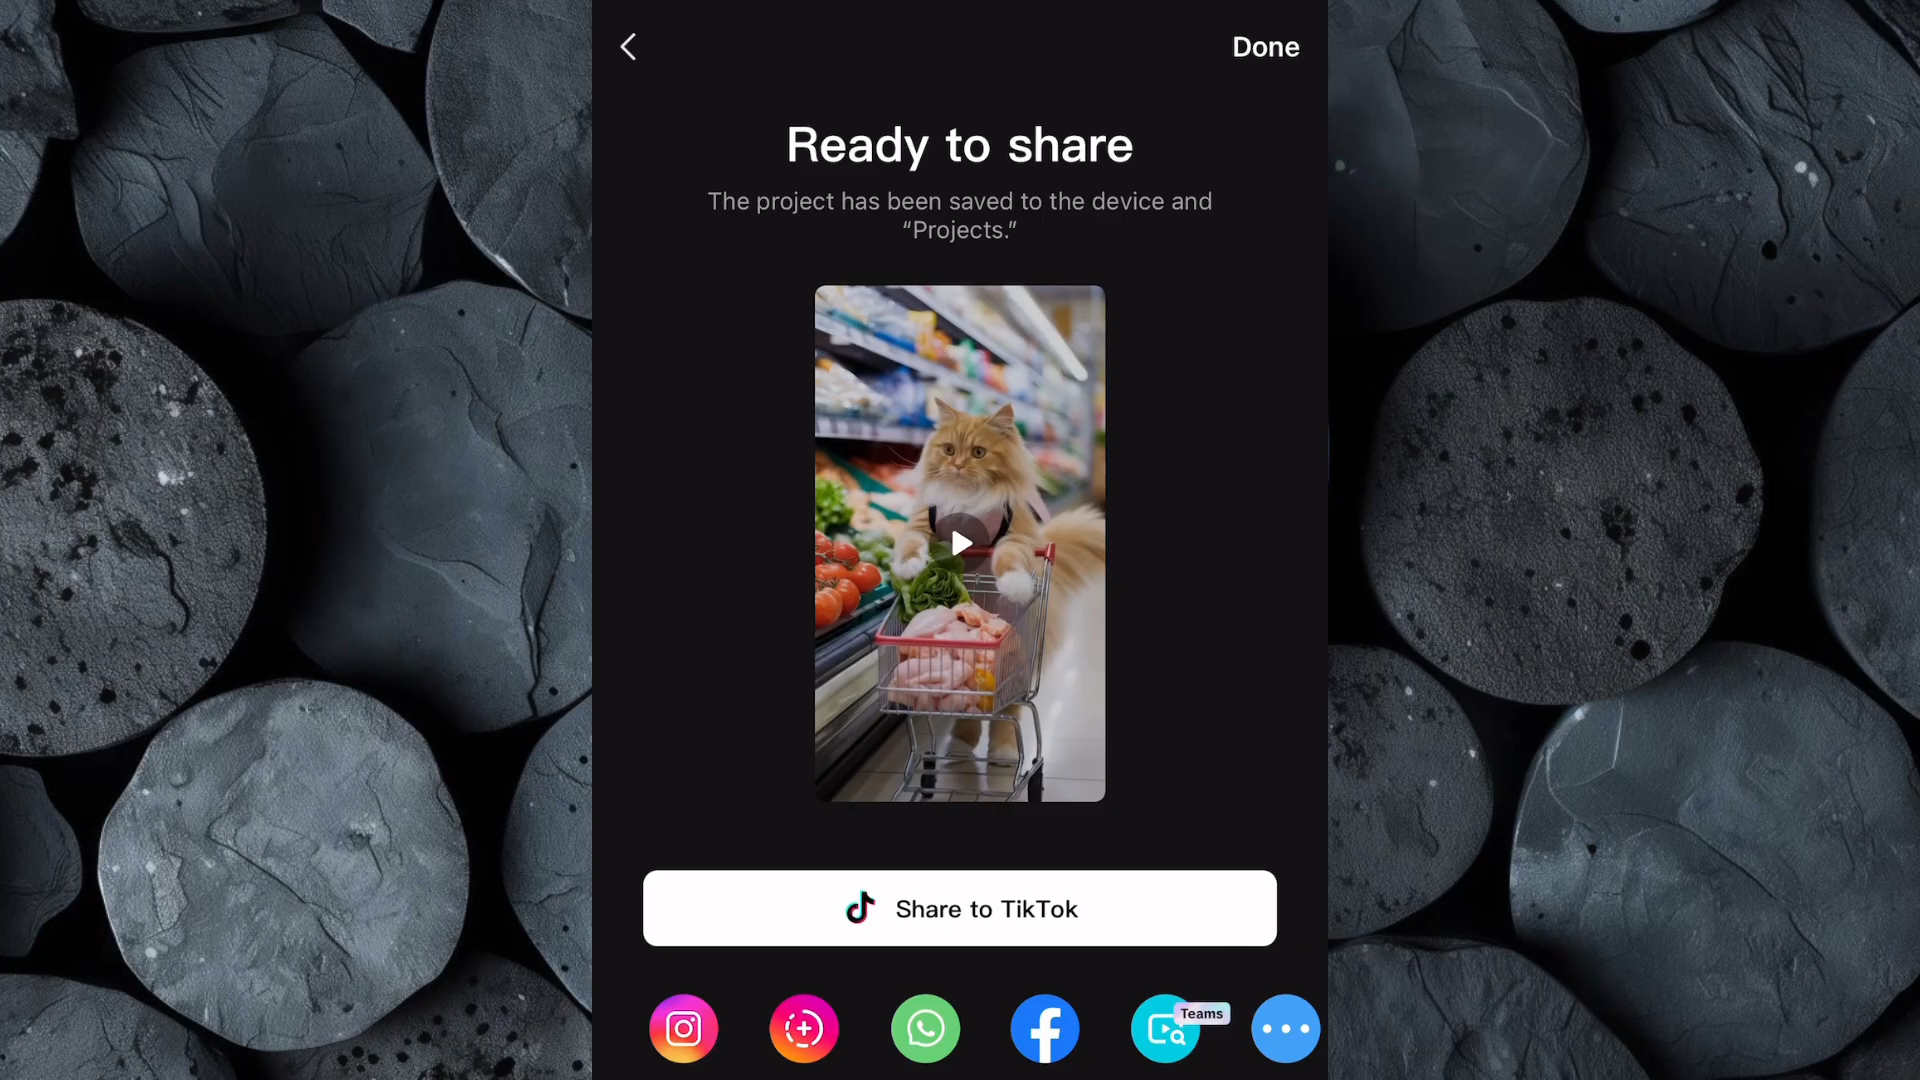 Done
Ready to share
The project has been saved to the device and
“Projects.”
Share to TikTok
Teams